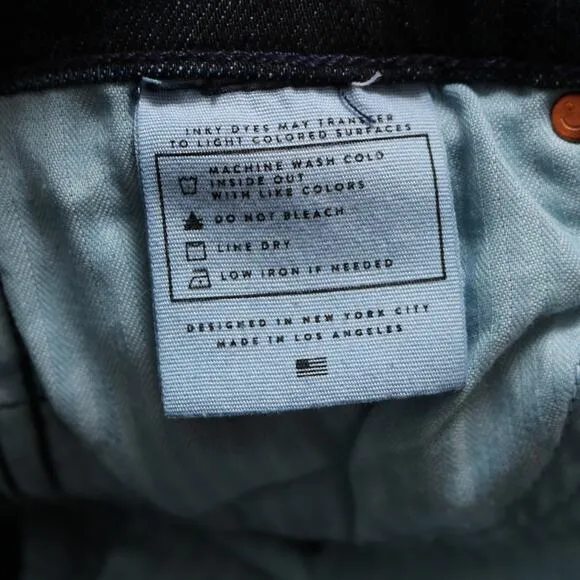 INKY DYES MAY TRANSFER
TO LIGHT COLORED SURFACES
MACHINE WASH COLD
INSIDE OUT
WITH LIKE COLORS
DO NOT BLEACH
LINE DRY
LOW IRON IF NEEDED
DESIGNED IN NEW YORK CITY
MADE IN LOS ANGELES